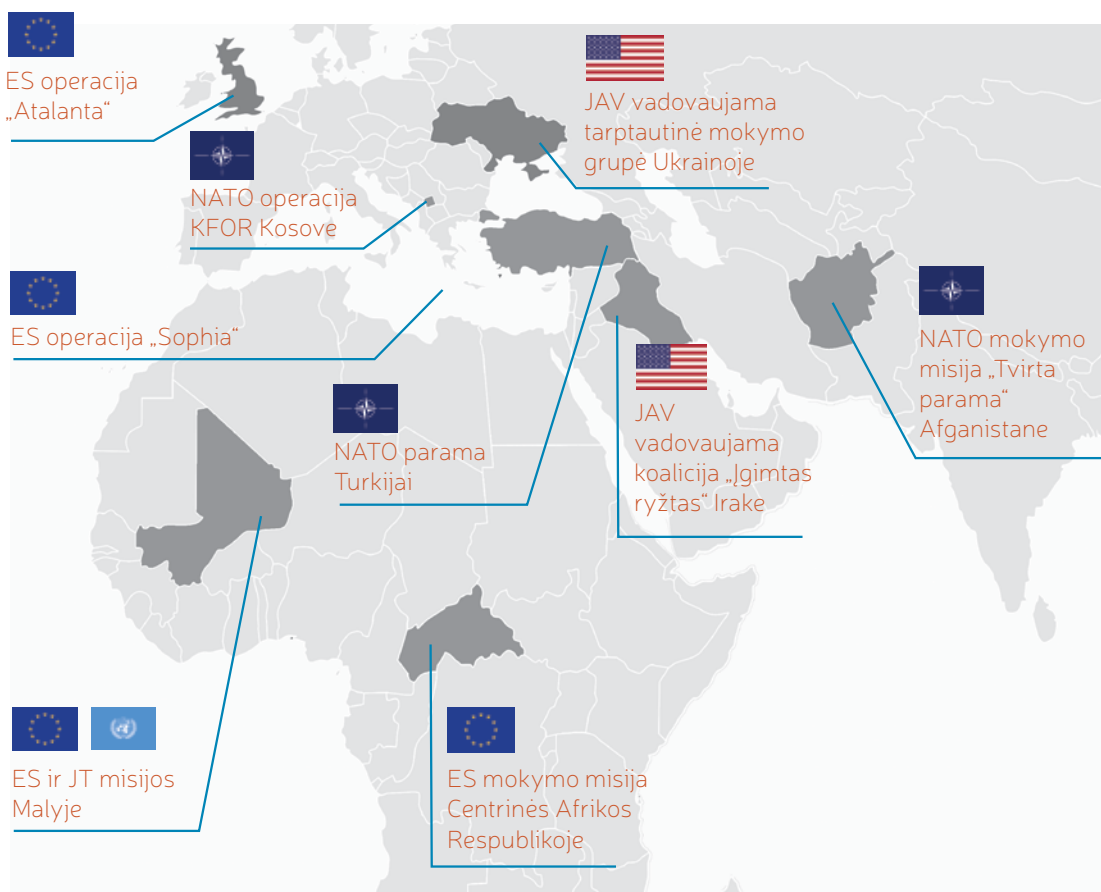 ES operacija
„Atalanta“
JAV vadovaujama
tarptautinė mokymo
grupė Ukrainoje
NATO operacija
KFOR Kosove
ES operacija „Sophia“
NATO mokymo
misija „Tvirta
parama“
Afganistane
JAV
vadovaujama
koalicija „Įgimtas
ryžtas“ Irake
NATO parama
Turkijai
ES ir JT misijos
Malyje
ES mokymo misija
Centrinės Afrikos
Respublikoje